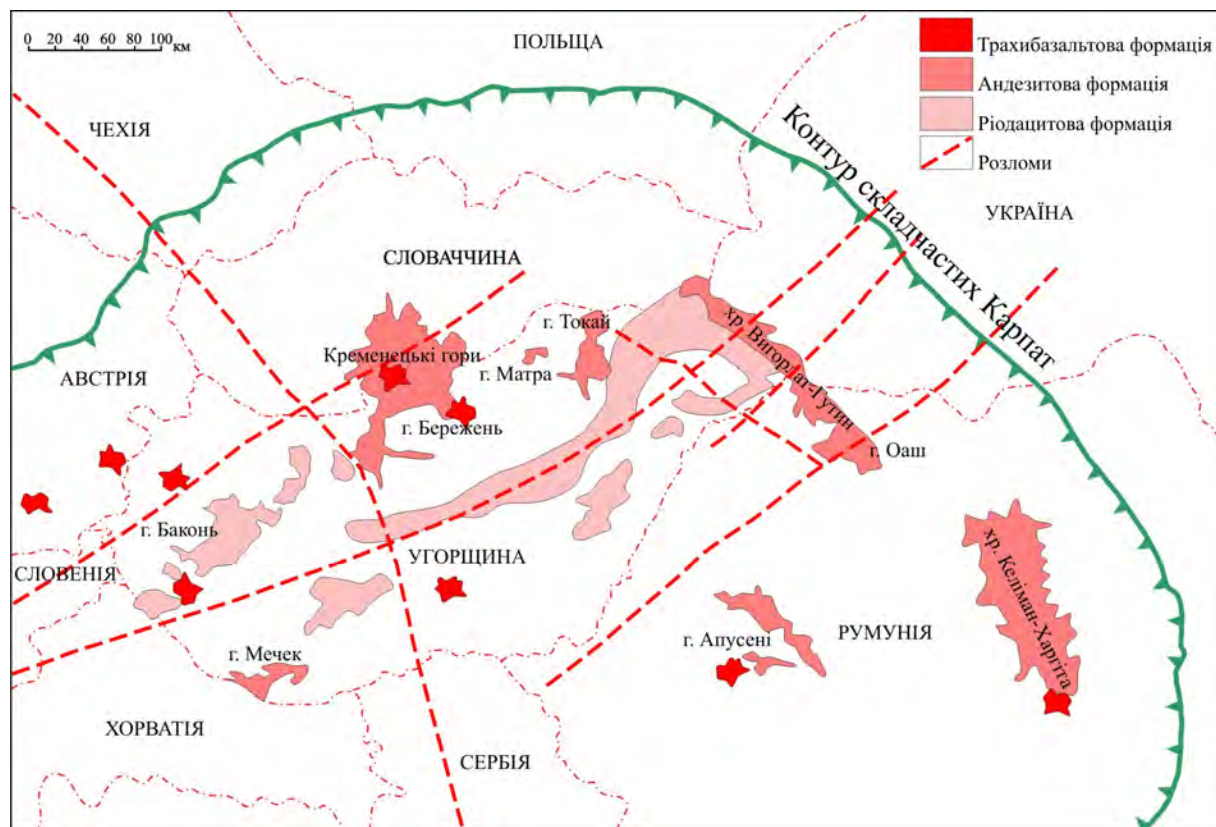 0 20 40 60 80 100 км
ПОЛЬЩА
ЧЕХІЯ
Трахибазальтова формація
Андезитова формація
Ріодацитова формація
Розломи
Контур складнастих Карпат
УКРАЇНА
СЛОВАЧЧИНА
г. Токай
хр. Вигорлат-Гутин
Кременецькі гори
г. Матра
АВСТРІЯ
г. Бережень
г. Оаш
г. Баконь
УГОРЩИНА
СЛОВЕНІЯ
хр. Келіман-Харгіта
РУМУНІЯ
г. Апусені
г. Мечек
ХОРВАТІЯ
СЕРБІЯ